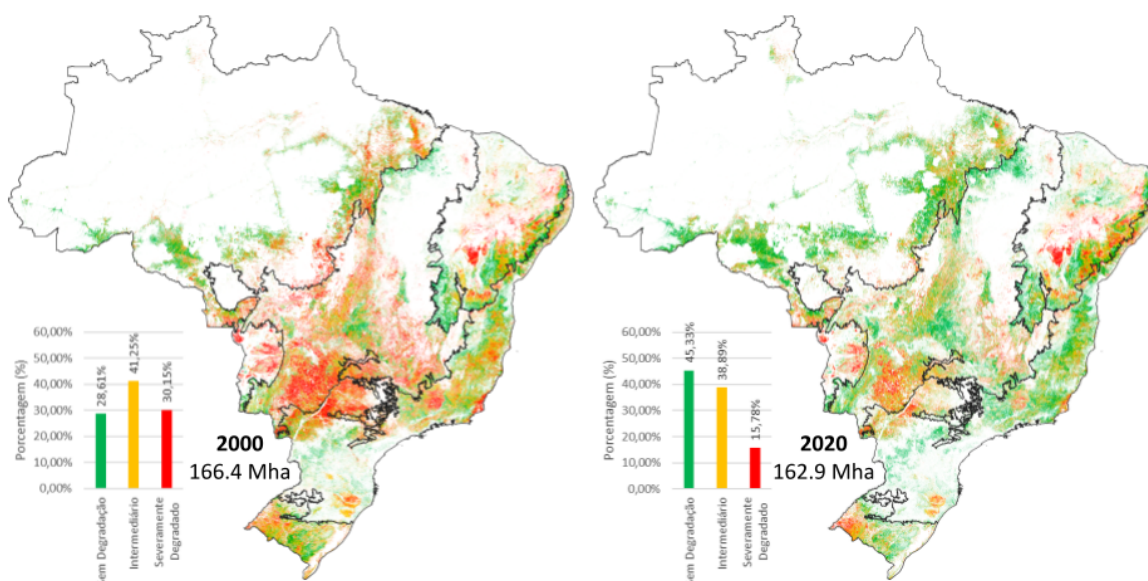 60,00%
50,00%
40,00%
30,00%
20,00%
10,00%
0,00%
Porcentagem (%)
28,61%
41,25%
30,15%
Degradação
Intermediário
Severamente
Degradado
2000
166.4 Mha
60,00%
50,00%
40,00%
30,00%
20,00%
10,00%
0,00%
Porcentagem (%)
45,33%
38,89%
15,78%
Degradação
Intermediário
Severamente
Degradado
2020
162.9 Mha